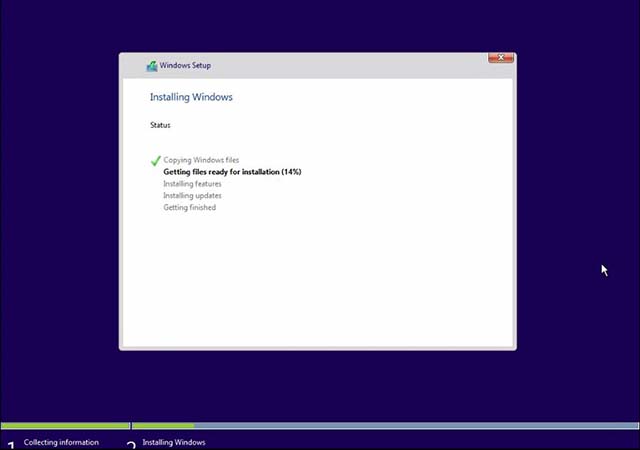 Windows Setup
Installing Windows
Status
Copying Windows files
Getting files ready for installation (14%)
Installing features
Installing updates
Getting finished
1 Collecting information
2 Installing Windows